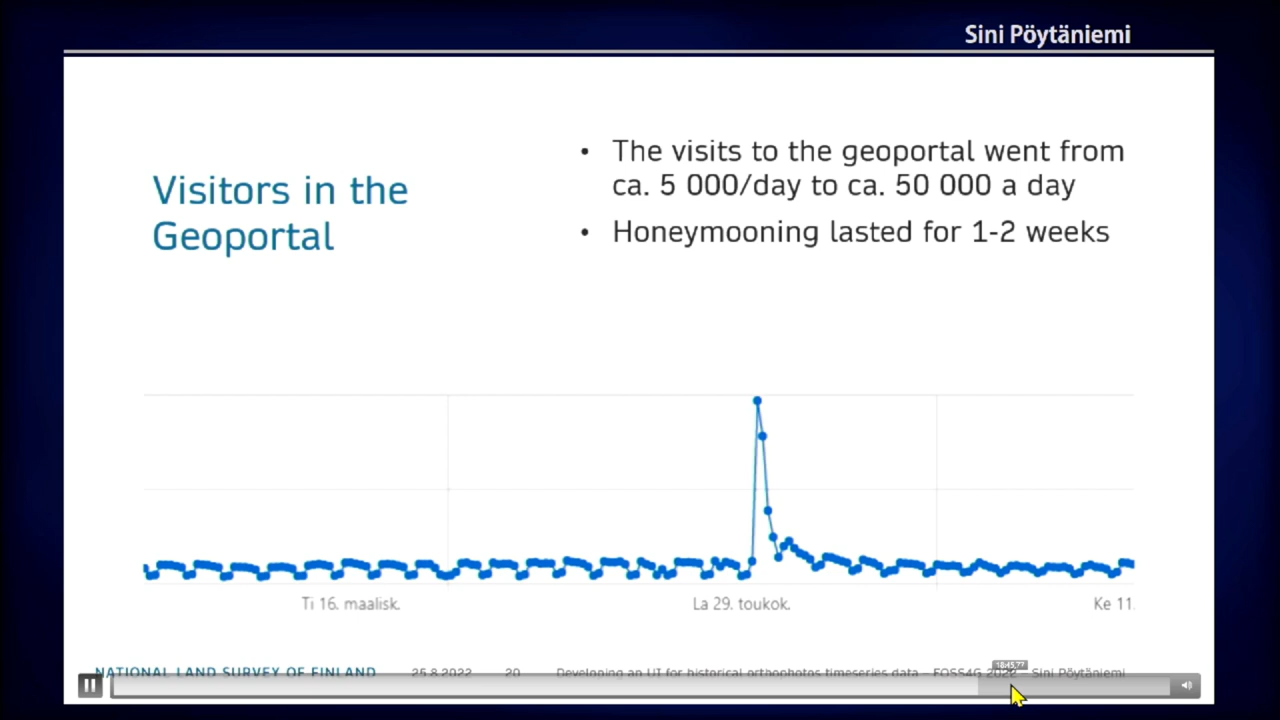 Sini Pöytäniemi
Visitors in the
Geoportal
• The visits to the geoportal went from
ca. 5 000/day to ca. 50 000 a day
• Honeymooning lasted for 1-2 weeks
Ti 16. maalisk.
La 29. toukok.
Ke 11.
18:45,77
NATIONAL LAND SURVEY OF FINLAND 25.8.2022 20 Developing an UI for historical orthophotos timeseries data – FOSS4G 2022 – Sini Pöytäniemi